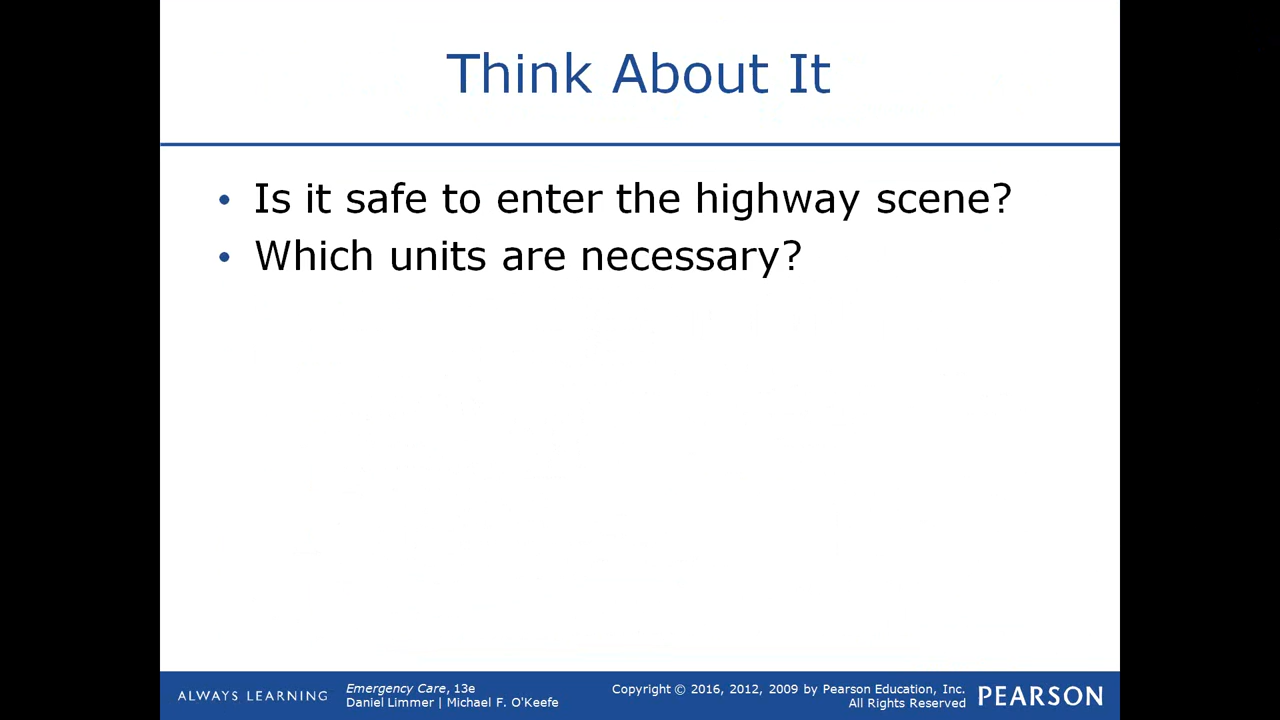 Think About It
• Is it safe to enter the highway scene?
• Which units are necessary?
ALWAYS LEARNING
Emergency Care, 13e
Daniel Limmer | Michael F. O'Keefe
Copyright © 2016, 2012, 2009 by Pearson Education, Inc.
All Rights Reserved
PEARSON